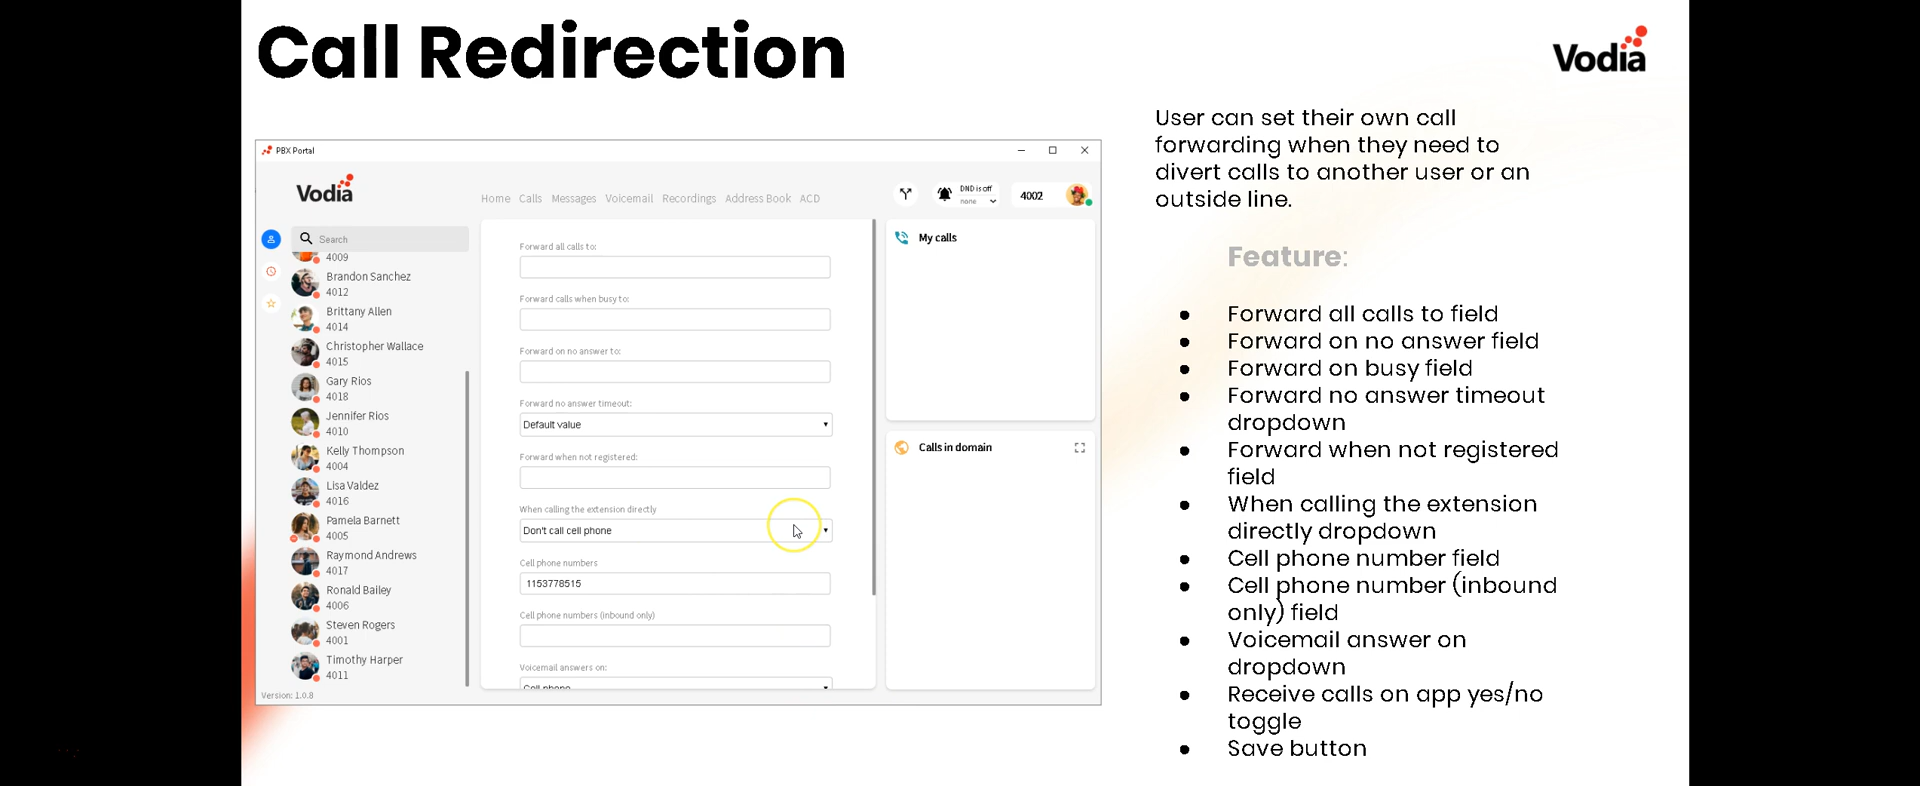 Call Redirection
Vodia
PBX Portal
Vodia
Home Calls Messages Voicemail Recordings Address Book ACD
DND is off
none
4002
Search
4009
Brandon Sanchez
4012
Brittany Allen
4014
Christopher Wallace
4015
Gary Rios
4018
Jennifer Rios
4010
Kelly Thompson
4004
Lisa Valdez
4016
Pamela Barnett
4005
Raymond Andrews
4017
Ronald Bailey
4006
Steven Rogers
4001
Timothy Harper
4011
Version: 1.0.8
Forward all calls to:
Forward calls when busy to:
Forward on no answer to:
Forward no answer timeout:
Default value
Forward when not registered:
When calling the extension directly
Don't call cell phone
Cell phone numbers
1153778515
Cell phone numbers (inbound only)
Voicemail answers on:
Cell phone
My calls
Calls in domain
User can set their own call
forwarding when they need to
divert calls to another user or an
outside line.
Feature:
● Forward all calls to field
● Forward on no answer field
● Forward on busy field
● Forward no answer timeout
dropdown
● Forward when not registered
field
● When calling the extension
directly dropdown
● Cell phone number field
● Cell phone number (inbound
only) field
● Voicemail answer on
dropdown
● Receive calls on app yes/no
toggle
● Save button